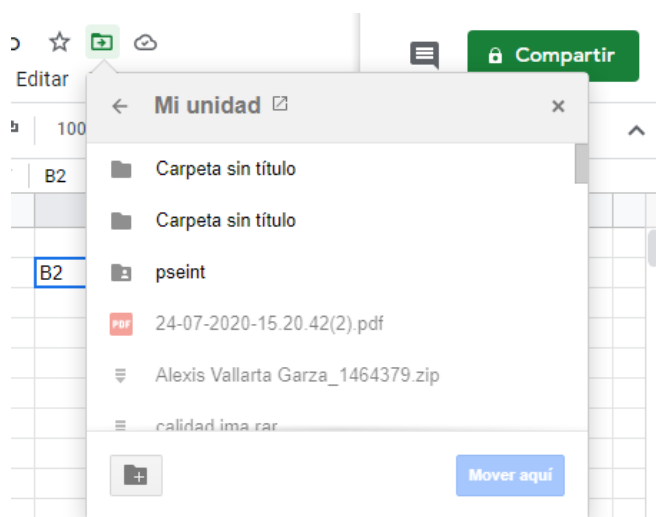 Compartir
Editar
Mi unidad
100
B2
Carpeta sin título
Carpeta sin título
B2
pseint
PDF
24-07-2020-15.20.42(2).pdf
Alexis Vallarta Garza_1464379.zip
calidad ima rar
Mover aquí